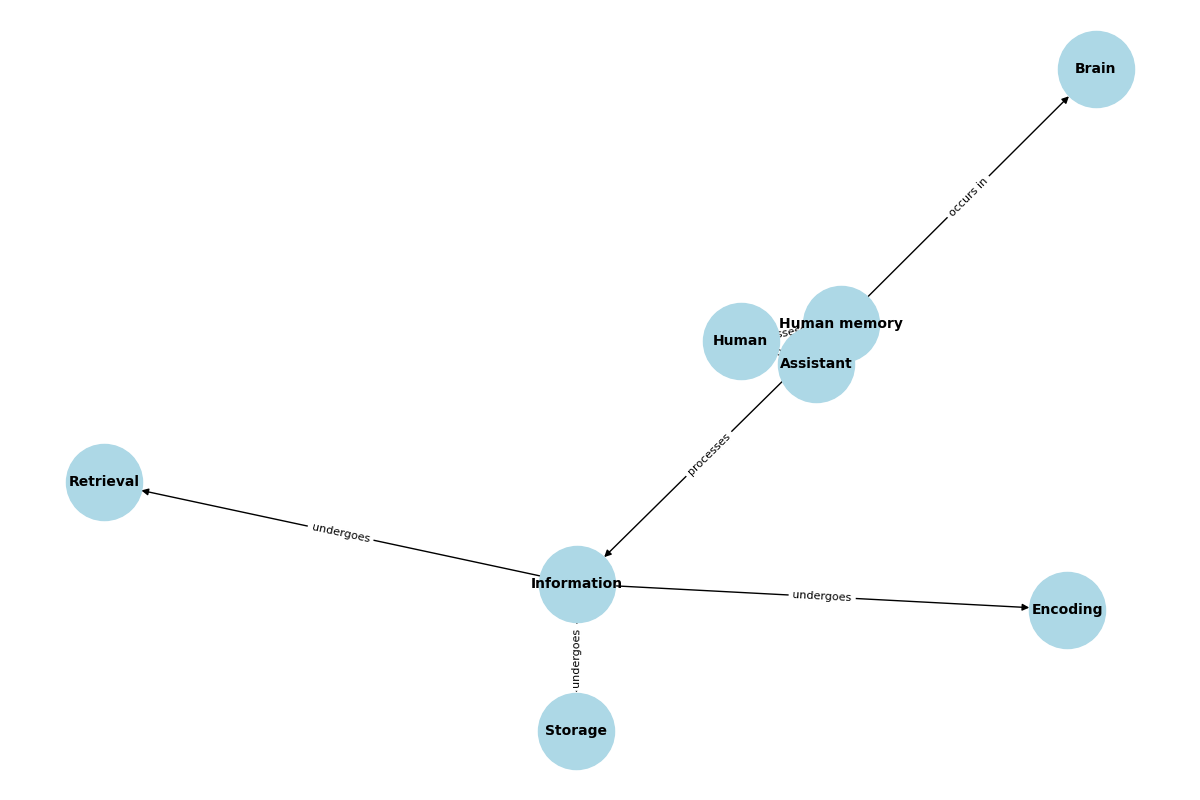 Brain
occurs in
Human memory
Human
Assistant
processes
Retrieval
undergoes
Information
undergoes
Encoding
undergoes
Storage